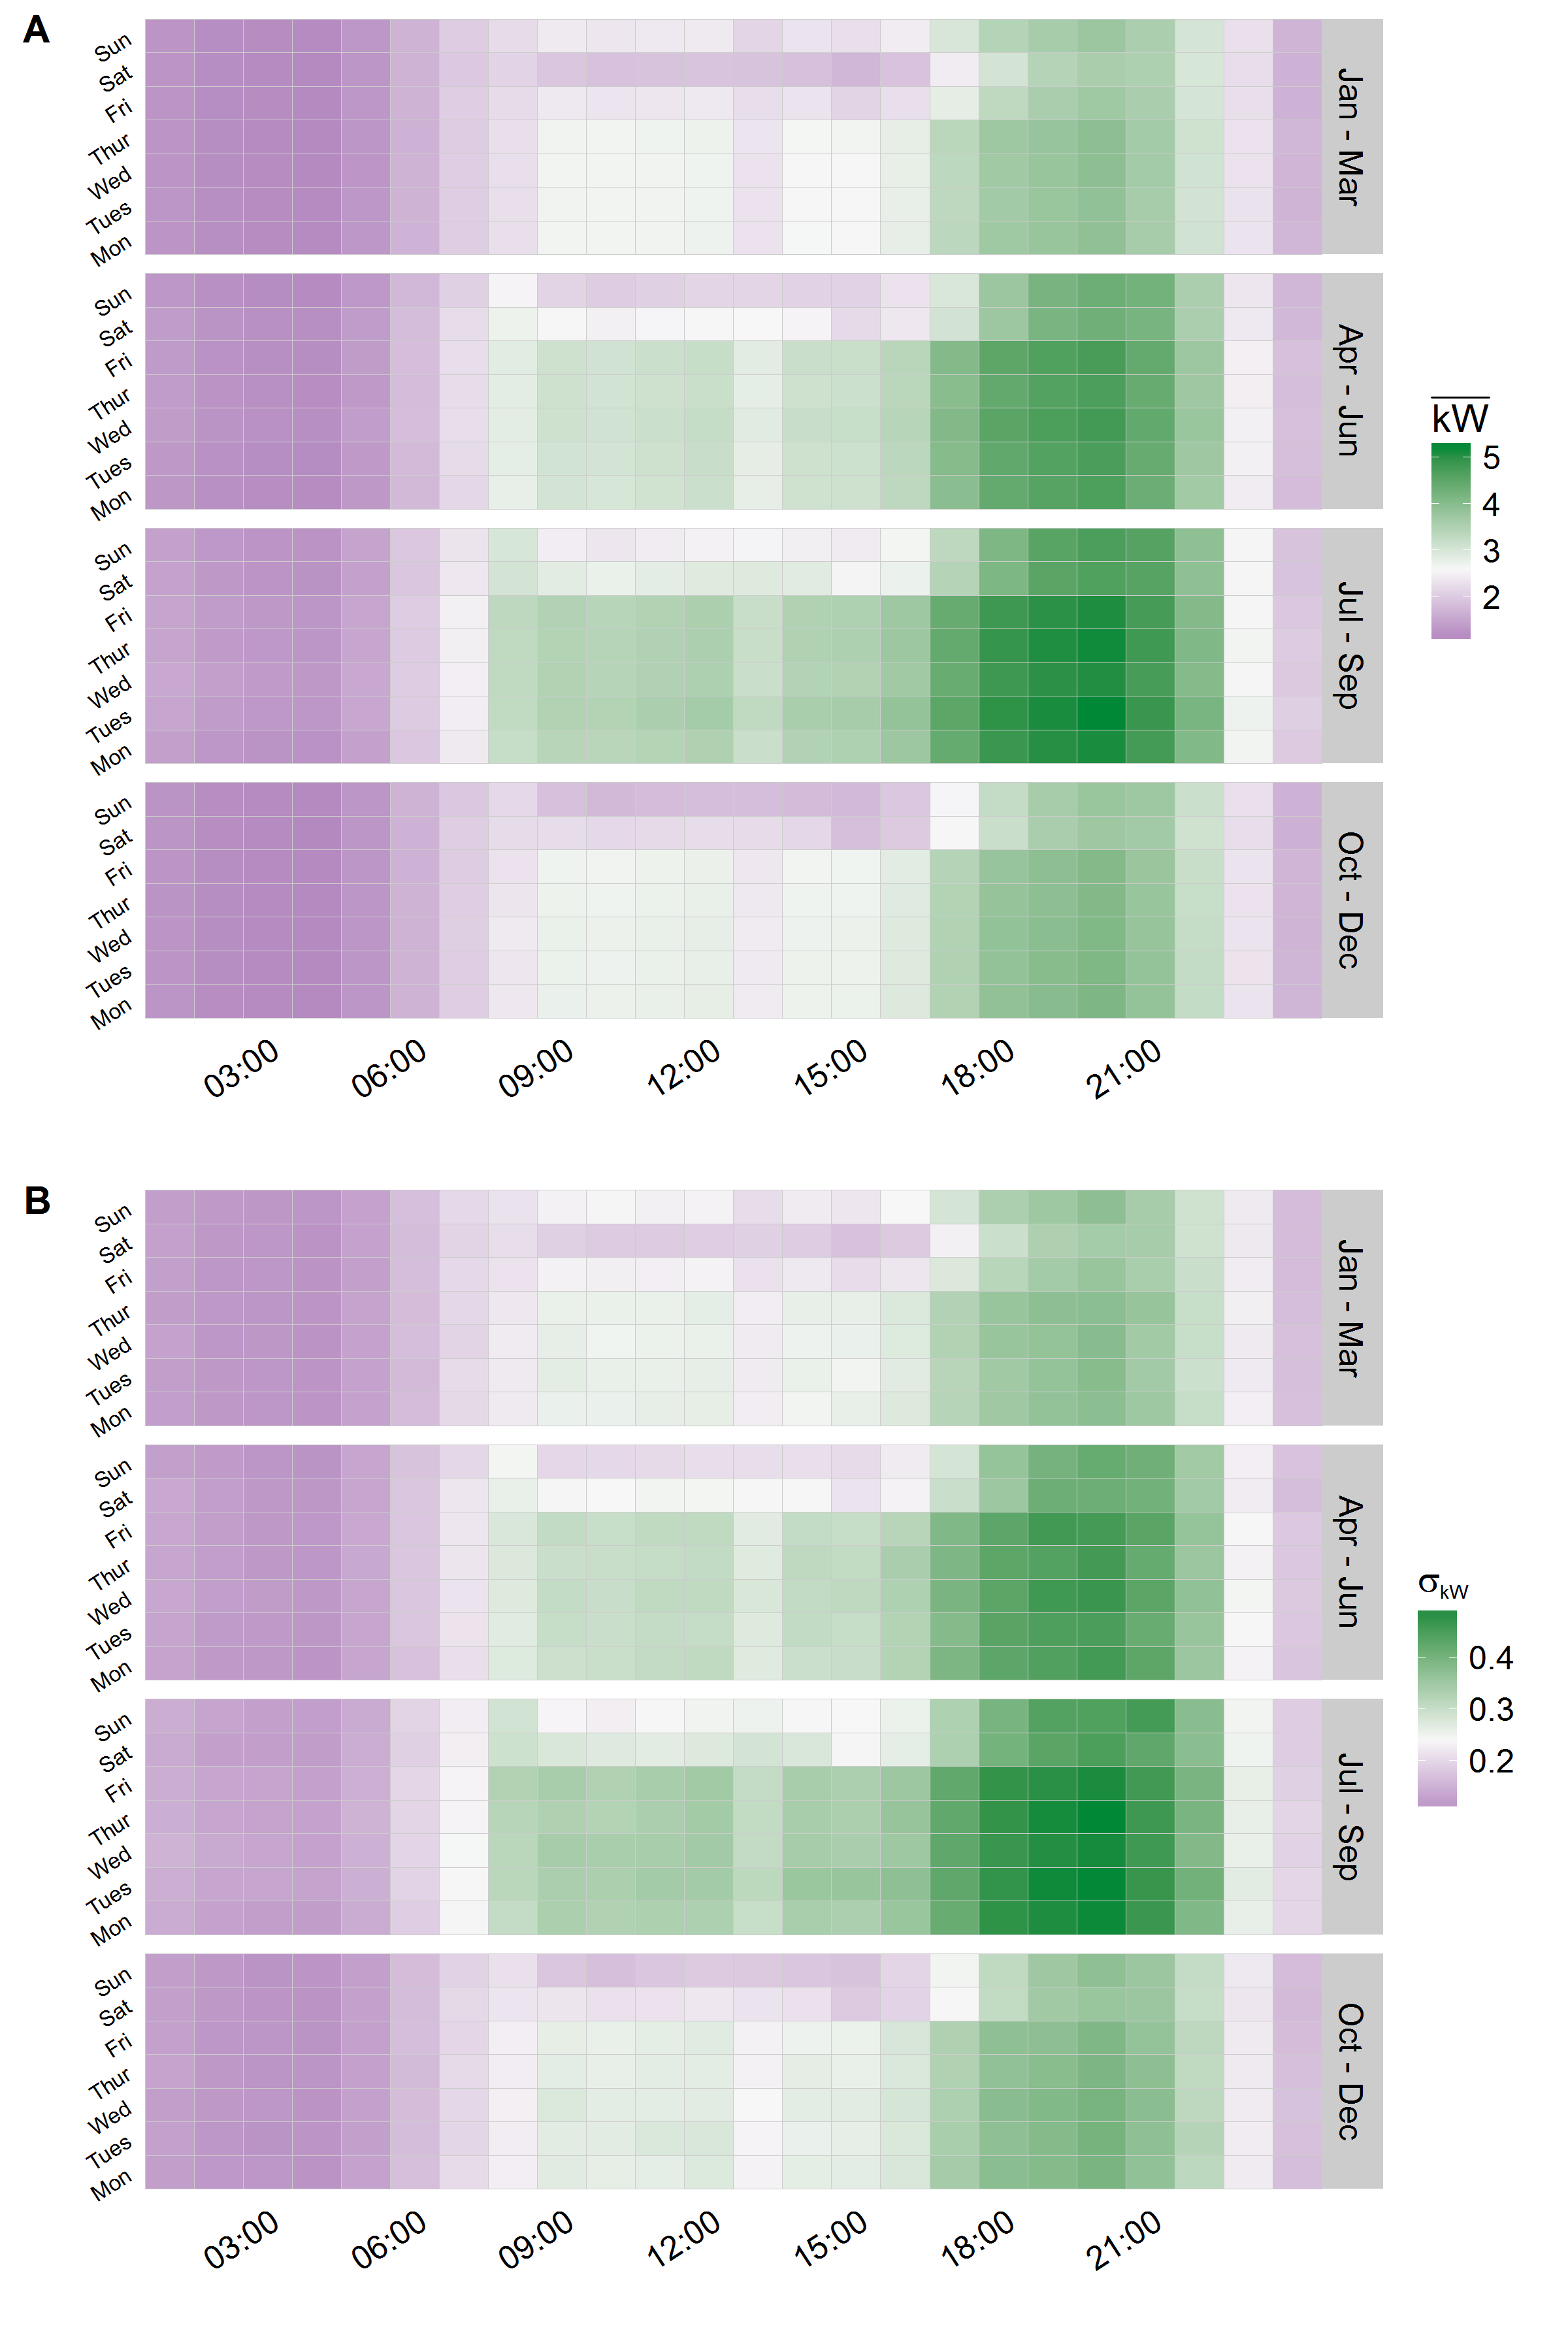 A
Sun
Sat
Fri
Thur
Wed
Tues
Mon
Jan - Mar
Sun
Sat
Fri
Thur
Wed
Tues
Mon
Apr - Jun
Sun
Sat
Fri
Thur
Wed
Tues
Mon
Jul - Sep
Sun
Sat
Fri
Thur
Wed
Tues
Mon
Oct - Dec
03:00 06:00 09:00 12:00 15:00 18:00 21:00
kW
5
4
3
2
B
Sun
Sat
Fri
Thur
Wed
Tues
Mon
Jan - Mar
Sun
Sat
Fri
Thur
Wed
Tues
Mon
Apr - Jun
Sun
Sat
Fri
Thur
Wed
Tues
Mon
Jul - Sep
Sun
Sat
Fri
Thur
Wed
Tues
Mon
Oct - Dec
03:00 06:00 09:00 12:00 15:00 18:00 21:00
σkW
0.4
0.3
0.2